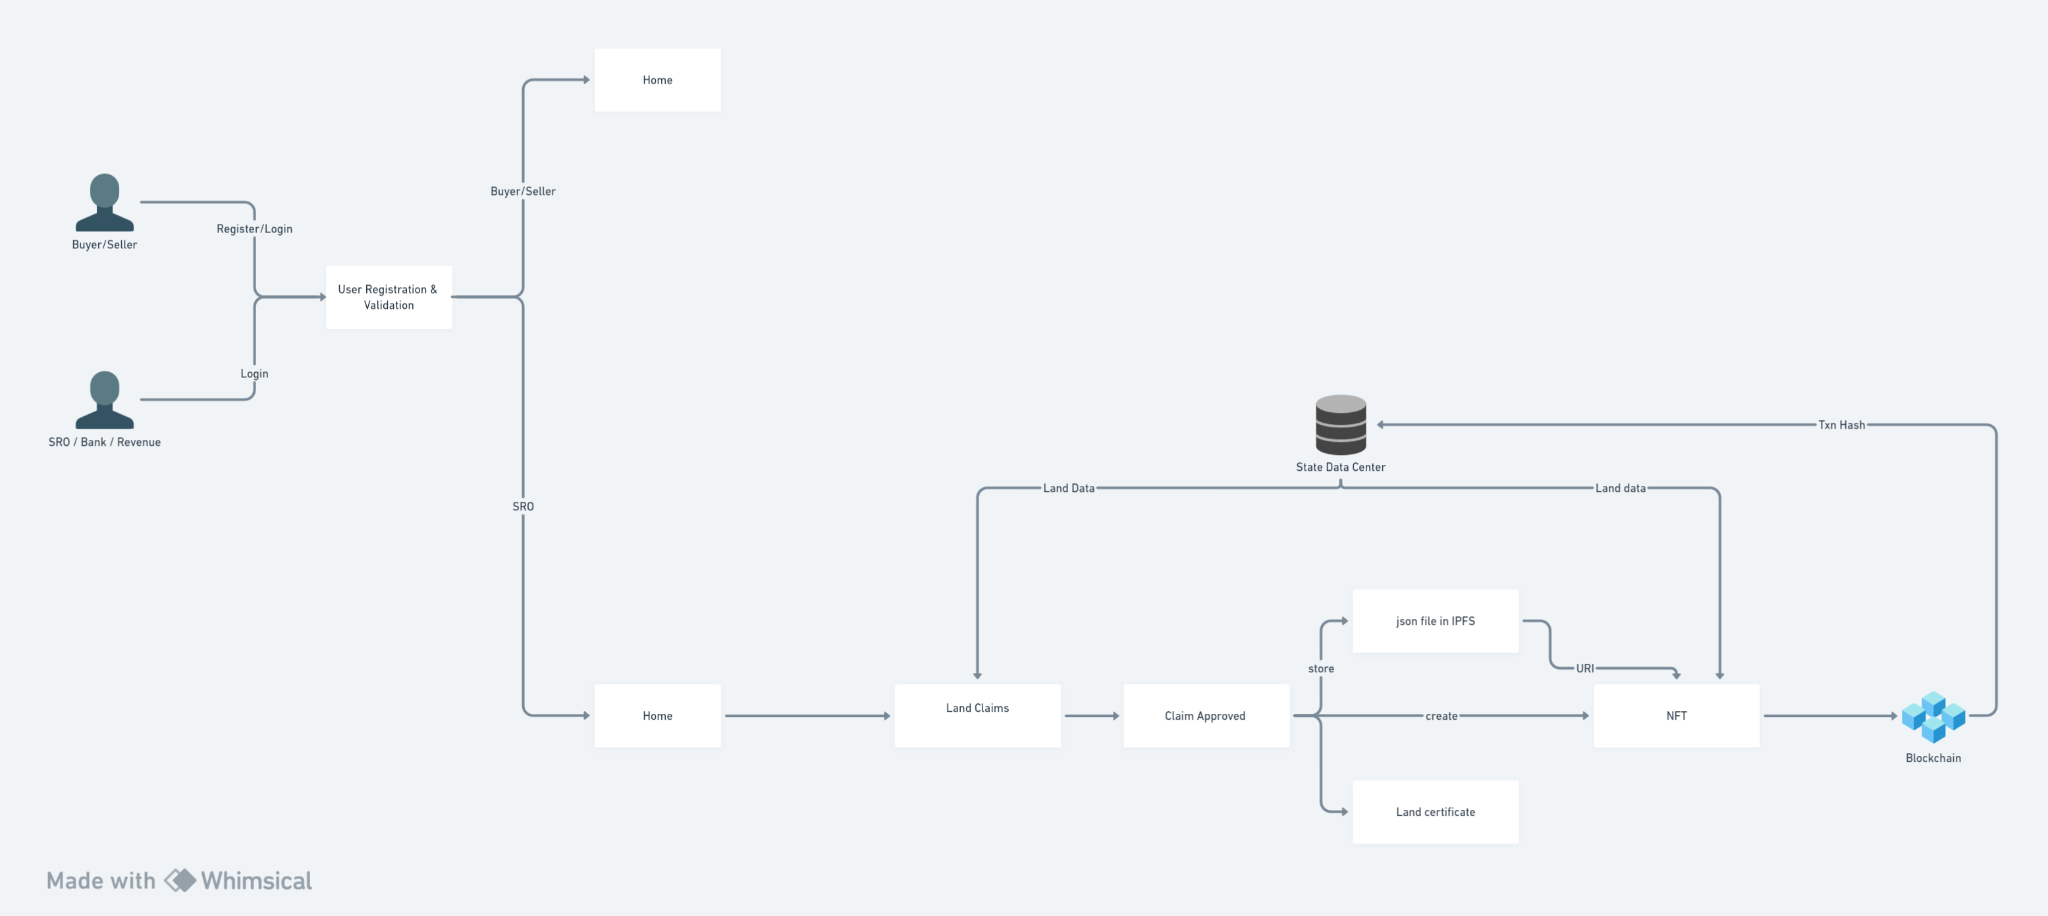 Home
Buyer/Seller
Buyer/Seller
Register/Login
User Registration &
Validation
Login
SRO / Bank / Revenue
SRO
Txn Hash
State Data Center
Land Data
Land data
json file in IPFS
store
URI
Home
Land Claims
Claim Approved
create
NFT
Blockchain
Land certificate
Made with Whimsical